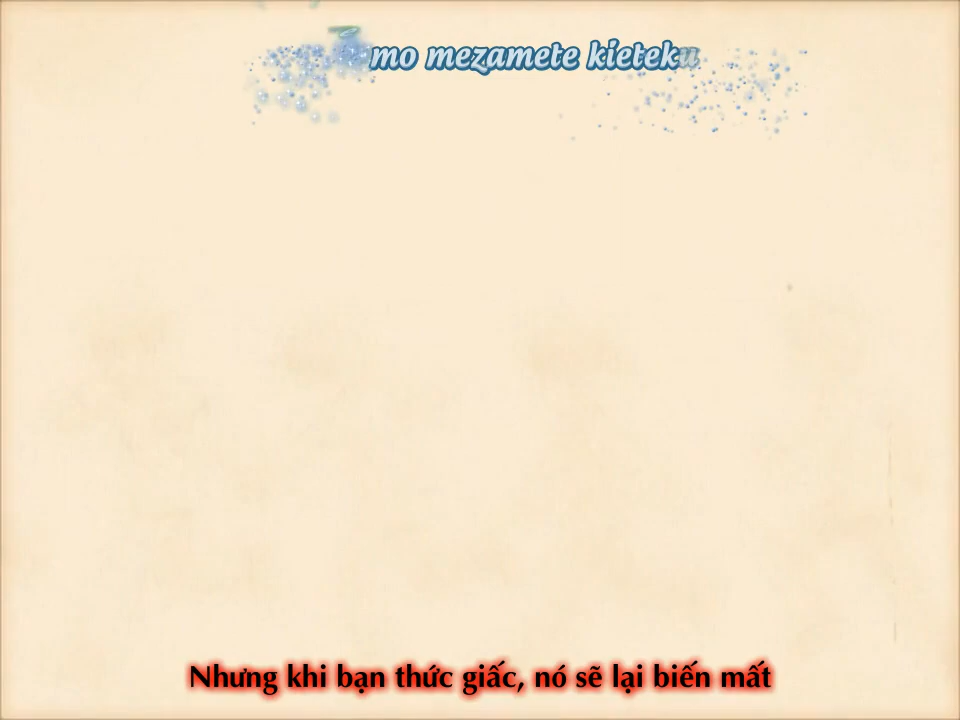 mo mezamete kieteku
Nhưng khi bạn thức giấc, nó sẽ lại biến mất